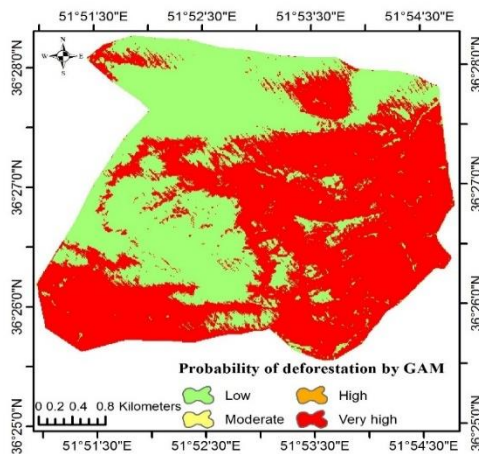 51°51'30"E 51°52'30"E 51°53'30"E 51°54'30"E
N
W E
S
36°28'0"N 36°28'0"N
36°27'0"N 36°27'0"N
36°26'0"N 36°26'0"N
36°25'0"N 36°25'0"N
Probability of deforestation by GAM
Low High
Moderate Very high
0 0.2 0.4 0.8 Kilometers
51°51'30"E 51°52'30"E 51°53'30"E 51°54'30"E